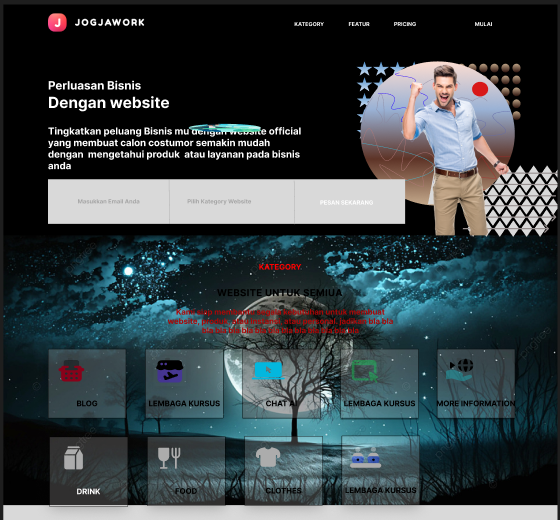 JOGJAWORK
KATEGORY FEATUR PRICING MULAI
Perluasan Bisnis
Dengan website
Tingkatkan peluang Bisnis mu dengan website official
yang membuat calon costumor semakin mudah
dengan mengetahui produk atau layanan pada bisnis
anda
Masukkan Email Anda Pilih Kategory Website PESAN SEKARANG
KATEGORY
WEBSITE UNTUK SEMIUA
BLOG LEMBAGA KURSUS CHAT AI LEMBAGA KURSUS MORE INFORMATION
DRINK FOOD CLOTHES LEMBAGA KURSUS